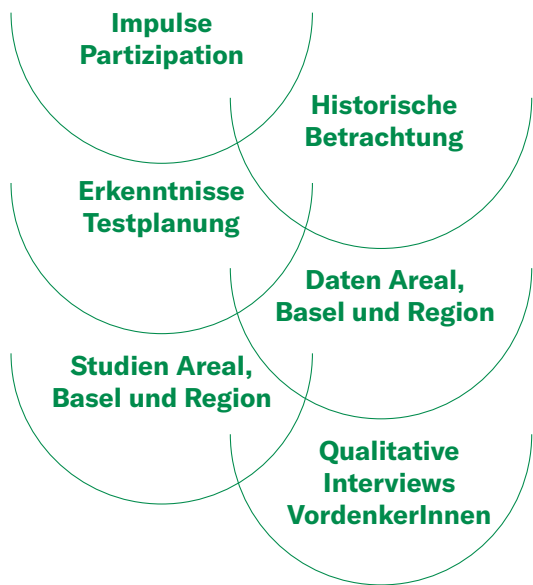 Impulse
Partizipation
Historische
Betrachtung
Erkenntnisse
Testplanung
Daten Areal,
Basel und Region
Studien Areal,
Basel und Region
Qualitative
Interviews
VordenkerInnen